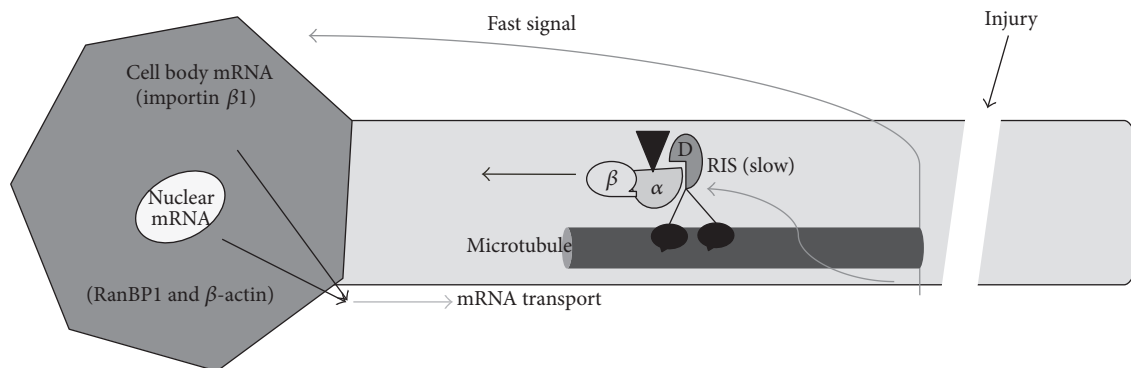 Fast signal
Injury
Cell body mRNA
(importin β1)
D
RIS (slow)
β
α
Nuclear
mRNA
Microtubule
(RanBP1 and β-actin)
mRNA transport